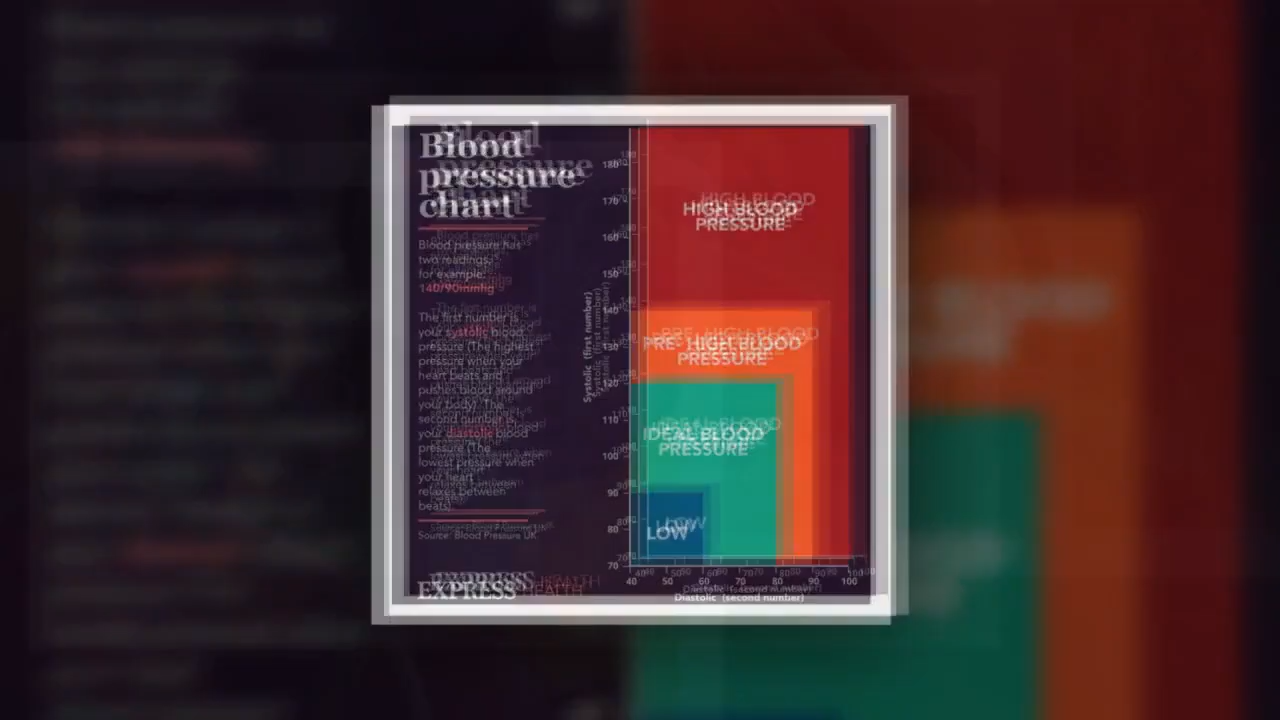 Blood
pressure
chart
Blood pressure has
two readings,
for example:
140/90mmHg
The first number is
your systolic blood
pressure (The highest
pressure when your
heart beats and
pushes blood around
your body). The
second number is
your diastolic blood
pressure (The
lowest pressure when
your heart
relaxes between
beats).
Source: Blood Pressure UK
EXPRESS HEALTH
Systolic (first number)
180
170
160
150
140
130
120
110
100
90
80
70
HIGH BLOOD
PRESSURE
PRE- HIGH BLOOD
PRESSURE
IDEAL BLOOD
PRESSURE
LOW
40 50 60 70 80 90 100
Diastolic (second number)